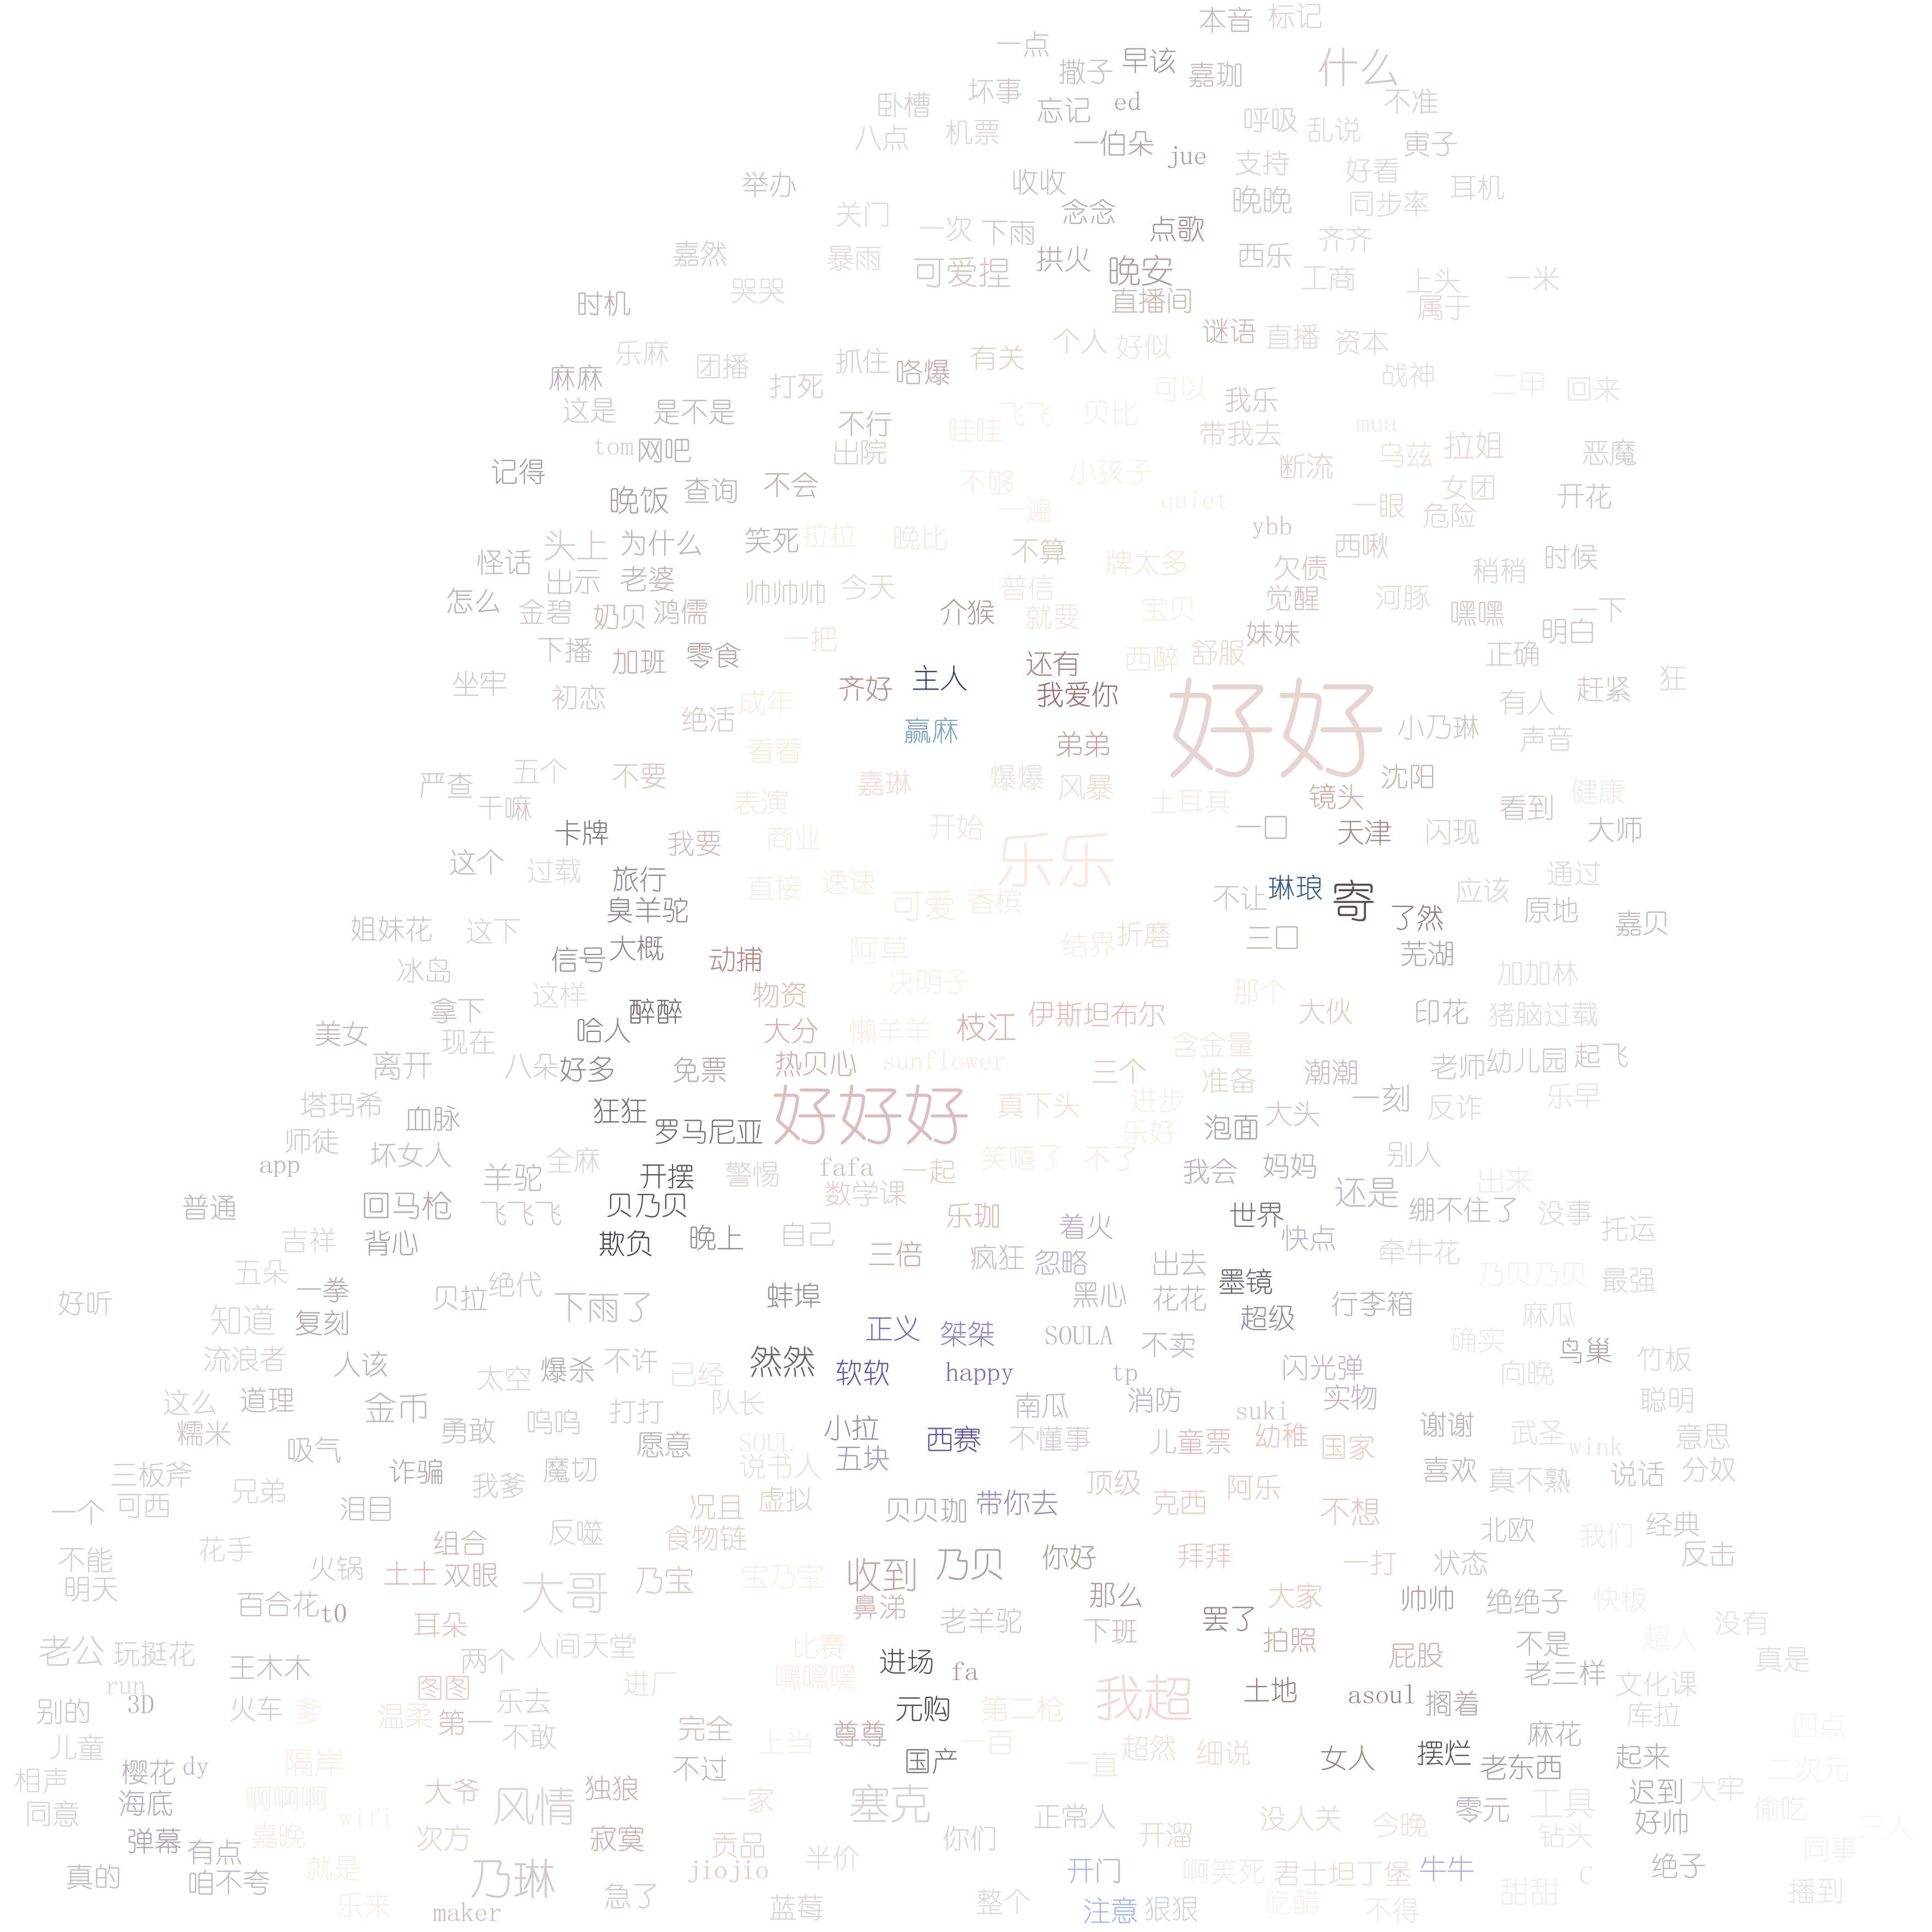 本音 标记
一点 早该 什么
撒子 嘉珈
坏事 不准
卧槽 忘记 ed
八点 机票 呼吸 乱说
一伯朵 jue 寅子
支持 好看
举办 收收 耳机
关门 念念 晚晚 同步率
一次 下雨 点歌
嘉然 暴雨 拱火 西乐 齐齐
哭哭 可爱捏 晚安 工商 上头 一米
时机 直播间 属于
乐麻 个人 好似 谜语 直播 资本
麻麻 团播 打死 抓住 咯爆 有关 战神 二甲 回来
这是 是不是 不行 哇哇 飞飞 贝比 可以 我乐
tom 网吧 出院 带我去 mua 乌兹 拉姐 恶魔
记得 晚饭 查询 不会 不够 小孩子 断流 女团 开花
一遍 quiet 一眼 危险
头上 为什么 笑死 拉拉 晚比 不算 ybb 西啾 时候
怪话 出示 老婆 帅帅帅 今天 普信 牌太多 欠债 稍稍
怎么 金碧 奶贝 鸿儒 介猴 就要 宝贝 觉醒 河豚 嘿嘿 一下
下播 加班 零食 一把 还有 西醉 舒服 妹妹 正确 明白
坐牢 初恋 绝活 成年 齐好 主人 我爱你 好好 有人 赶紧 狂
看看 赢麻 弟弟 小乃琳 声音
严查 五个 不要 嘉琳 爆爆 风暴 沈阳 健康
干嘛 表演 土耳其 镜头 看到
卡牌 我要 商业 开始 乐乐 一口 天津 闪现 大师
这个 过载 旅行 直接 速速 可爱 香槟 不让 琳琅 寄 应该 通过
臭羊驼 了然 原地 嘉贝
姐妹花 这下 信号 大概 动捕 阿草 结界 折磨 三口 芜湖
冰岛 这样 物资 决明子 那个 加加林
美女 拿下 哈人 醉醉 大分 懒羊羊 枝江 伊斯坦布尔 大伙 印花 猪脑过载
离开 现在 八朵 好多 免票 热贝心 sunflower 三个 含金量 准备 潮潮 老师 幼儿园 起飞
塔玛希 血脉 狂狂 罗马尼亚 好好好 真下头 进步 大头 一刻 反诈 乐早
师徒 app 坏女人 全麻 笑嘻了 不了 乐好 泡面 别人
普通 羊驼 开摆 警惕 fafa 一起 我会 妈妈 出来
回马枪 飞飞飞 贝乃贝 数学课 乐珈 着火 世界 还是 绷不住了 没事 托运
吉祥 背心 欺负 晚上 自己 三倍 疯狂 忽略 出去 快点 牵牛花
好听 五朵 一拳 贝拉 绝代 下雨了 蚌埠 黑心 花花 墨镜 行李箱 乃贝乃贝 最强
知道 复刻 正义 桀桀 SOULA 不卖 超级 麻瓜
流浪者 人该 太空 爆杀 不许 已经 然然 软软 happy tp 闪光弹 确实 向晚 鸟巢 竹板
这么 道理 金币 勇敢 呜呜 打打 队长 小拉 南瓜 消防 suki 实物 聪明
糯米 吸气 愿意 SOUL 五块 西赛 不懂事 儿童票 幼稚 国家 谢谢 武圣 wink 意思
三板斧 兄弟 诈骗 我爹 魔切 说书人 顶级 阿乐 喜欢 真不熟 说话 分奴
一个 可西 泪目 况且 虚拟 贝贝珈 带你去 克西 不想
不能 花手 火锅 组合 反噬 食物链 北欧 我们 经典
明天 土土 双眼 乃宝 宝乃宝 收到 乃贝 你好 拜拜 一打 状态 反击
百合花 t0 耳朵 大哥 鼻涕 老羊驼 那么 下班 大家 帅帅 绝绝子 快板 没有
老公 玩挺花 王木木 两个 人间天堂 比赛 进场 罢了 拍照 屁股 不是 超人 真是
run 3D 图图 进厂 嘿嘿嘿 fa 我超 土地 asoul 搁着 老三样 文化课
别的 火车 爹 温柔 第一 乐去 不敢 完全 元购 第二枪 麻花 库拉 四点
儿童 隔岸 上当 尊尊 一百 一直 超然 细说 女人 摆烂 老东西 起来 二次元
相声 樱花 dy 大爷 不过 国产 迟到 大牢
同意 海底 啊啊啊 wifi 风情 独狼 一家 塞克 正常人 没人关 今晚 零元 工具 好帅 偷吃
弹幕 有点 嘉晚 次方 寂寞 贡品 你们 开溜 钻头 同事 三人
真的 咱不夸 就是 乃琳 jiojio 半价 开门 啊笑死 君士坦丁堡 牛牛 绝子
乐来 maker 急了 蓝莓 整个 注意 狠狠 吃醋 不得 甜甜 C 播到